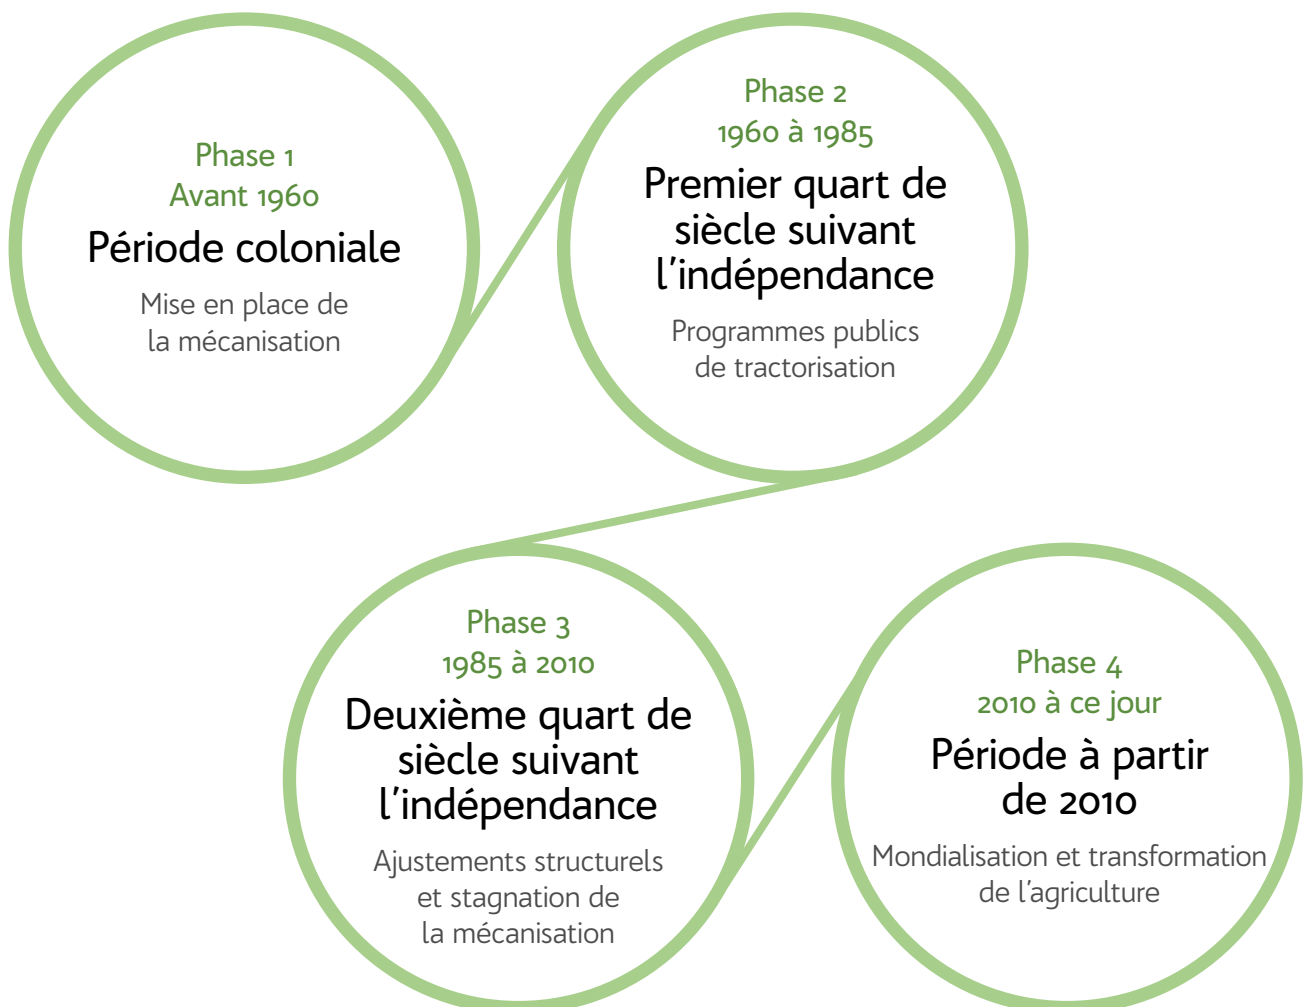 Phase 1
Avant 1960
Période coloniale
Mise en place de
la mécanisation
Phase 2
1960 à 1985
Premier quart de
siècle suivant
l'indépendance
Programmes publics
de tractorisation
Phase 3
1985 à 2010
Deuxième quart de
siècle suivant
l'indépendance
Ajustements structurels
et stagnation de
la mécanisation
Phase 4
2010 à ce jour
Période à partir
de 2010
Mondialisation et transformation
de l'agriculture